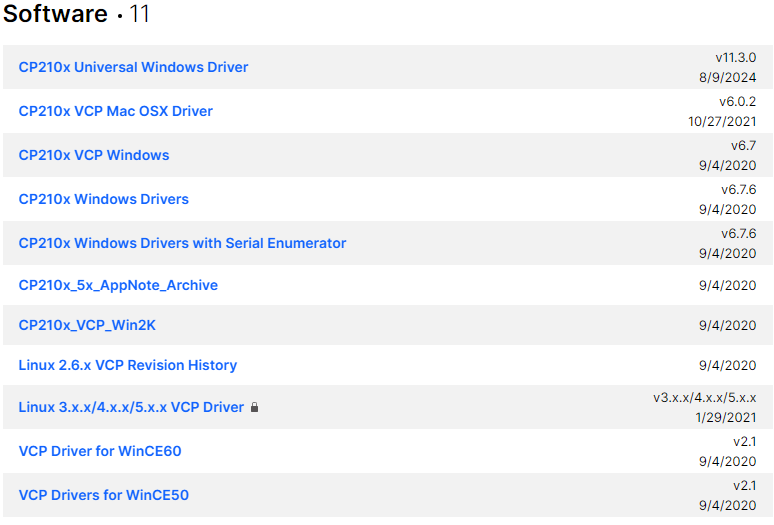 Software • 11
CP210x Universal Windows Driver
v11.3.0
8/9/2024
CP210x VCP Mac OSX Driver
v6.0.2
10/27/2021
CP210x VCP Windows
v6.7
9/4/2020
CP210x Windows Drivers
v6.7.6
9/4/2020
CP210x Windows Drivers with Serial Enumerator
v6.7.6
9/4/2020
CP210x_5x_AppNote_Archive
9/4/2020
CP210x_VCP_Win2K
9/4/2020
Linux 2.6.x VCP Revision History
9/4/2020
Linux 3.x.x/4.x.x/5.x.x VCP Driver
v3.x.x/4.x.x/5.x.x
1/29/2021
VCP Driver for WinCE60
v2.1
9/4/2020
VCP Drivers for WinCE50
v2.1
9/4/2020